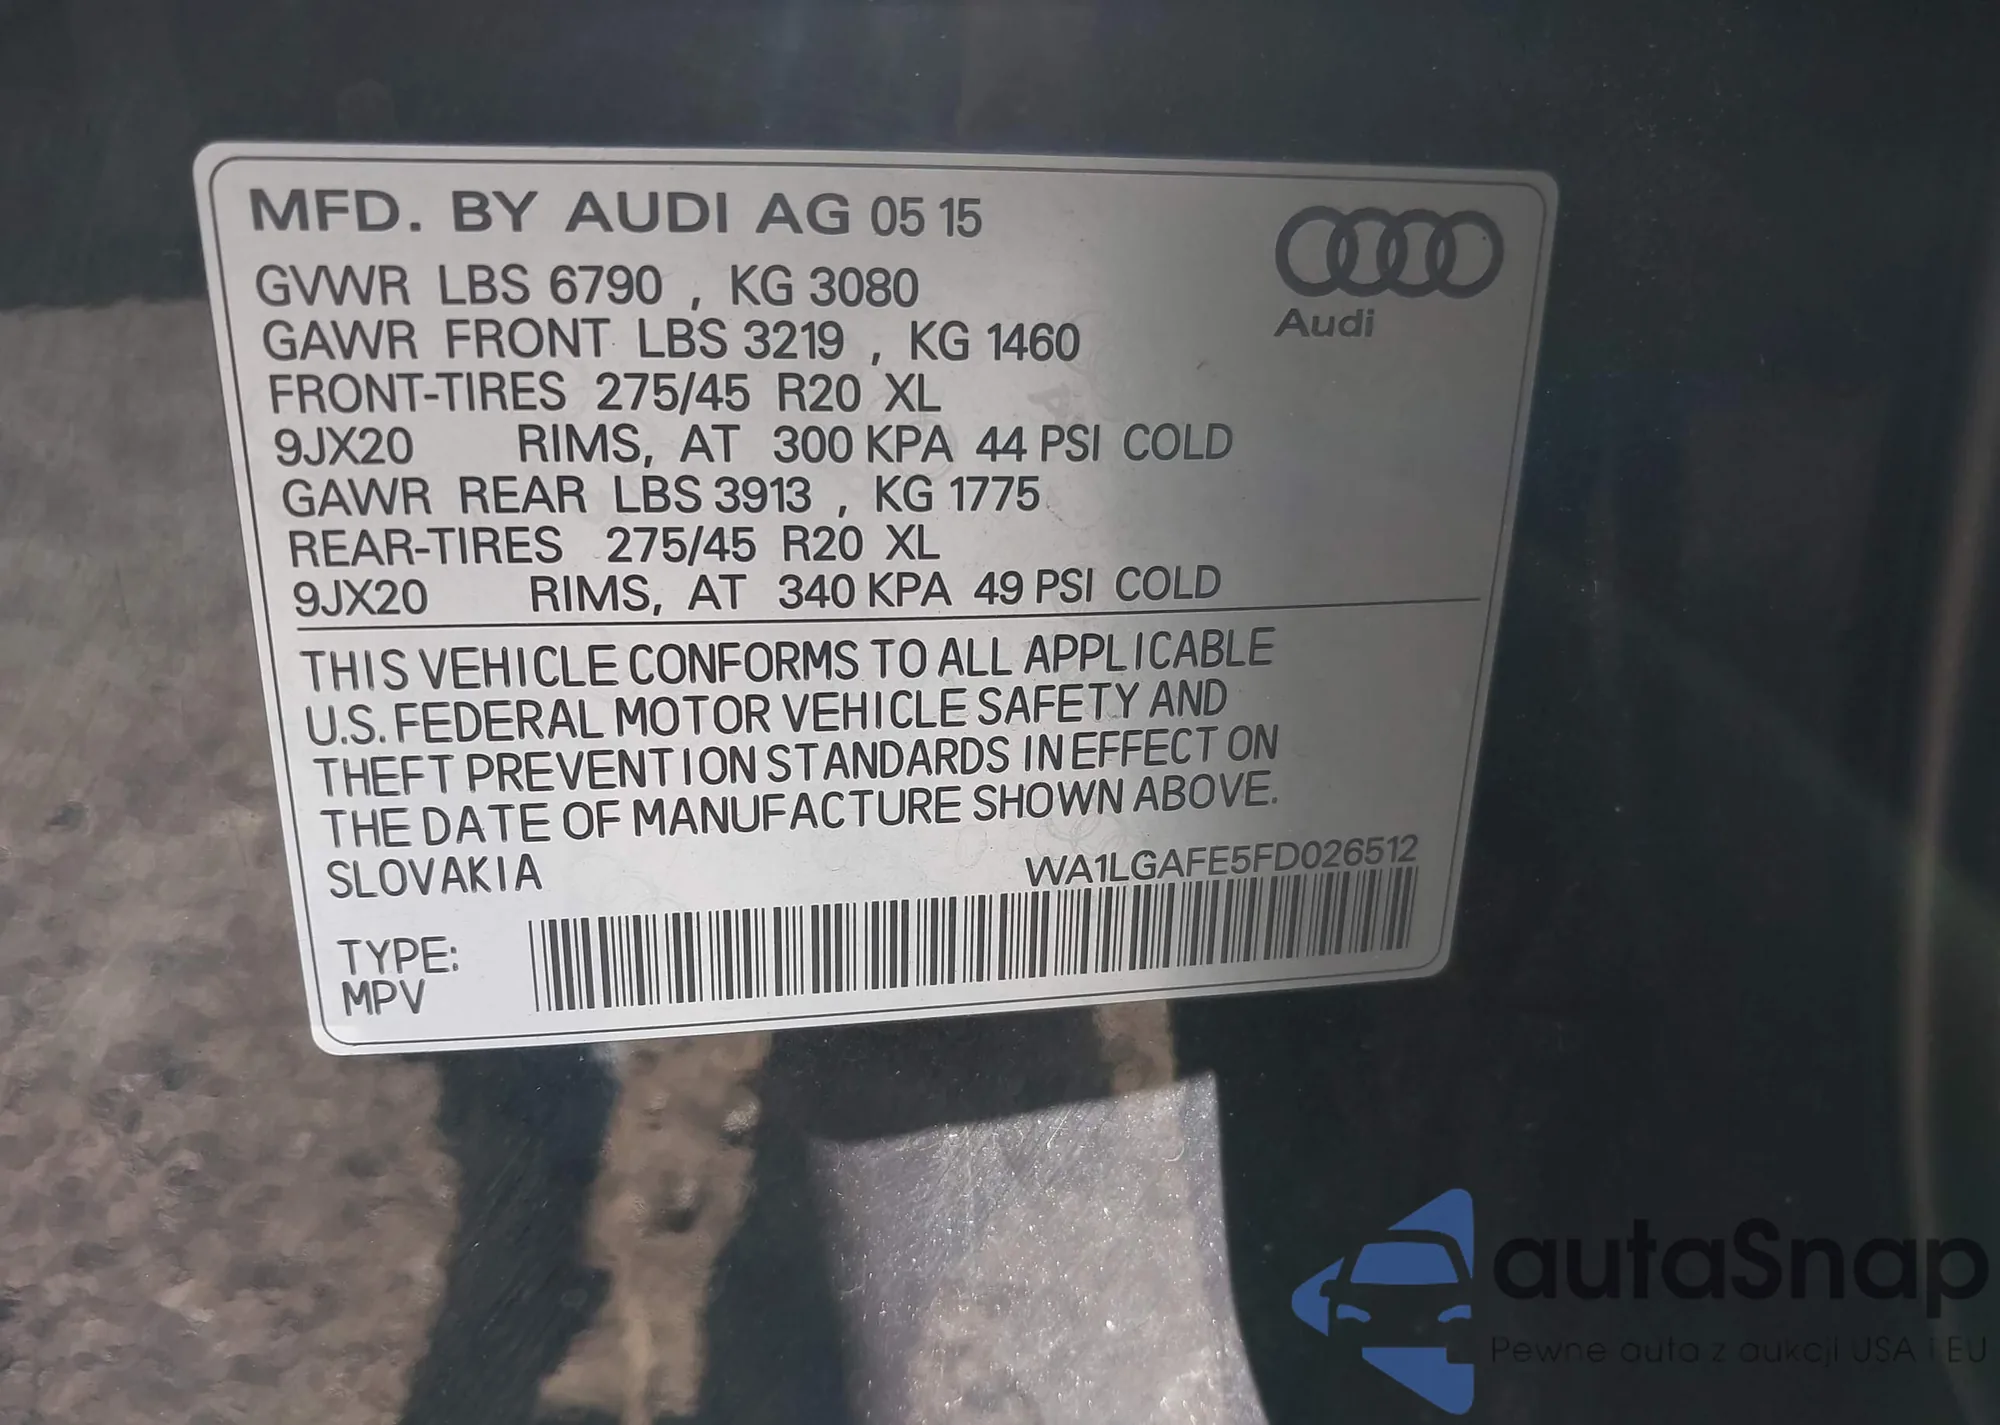 MFD. BY AUDI AG 05 15
GVWR LBS 6790 , KG 3080
GAWR FRONT LBS 3219 , KG 1460
FRONT-TIRES 275/45 R20 XL
9JX20 RIMS, AT 300 KPA 44 PSI COLD
GAWR REAR LBS 3913 , KG 1775
REAR-TIRES 275/45 R20 XL
9JX20 RIMS, AT 340 KPA 49 PSI COLD
Audi
THIS VEHICLE CONFORMS TO ALL APPLICABLE
U.S. FEDERAL MOTOR VEHICLE SAFETY AND
THEFT PREVENTION STANDARDS IN EFFECT ON
THE DATE OF MANUFACTURE SHOWN ABOVE.
SLOVAKIA WA1LGAFE5FD026512
TYPE:
MPV
autaSnap
Pewne auta z aukcji USA i EU